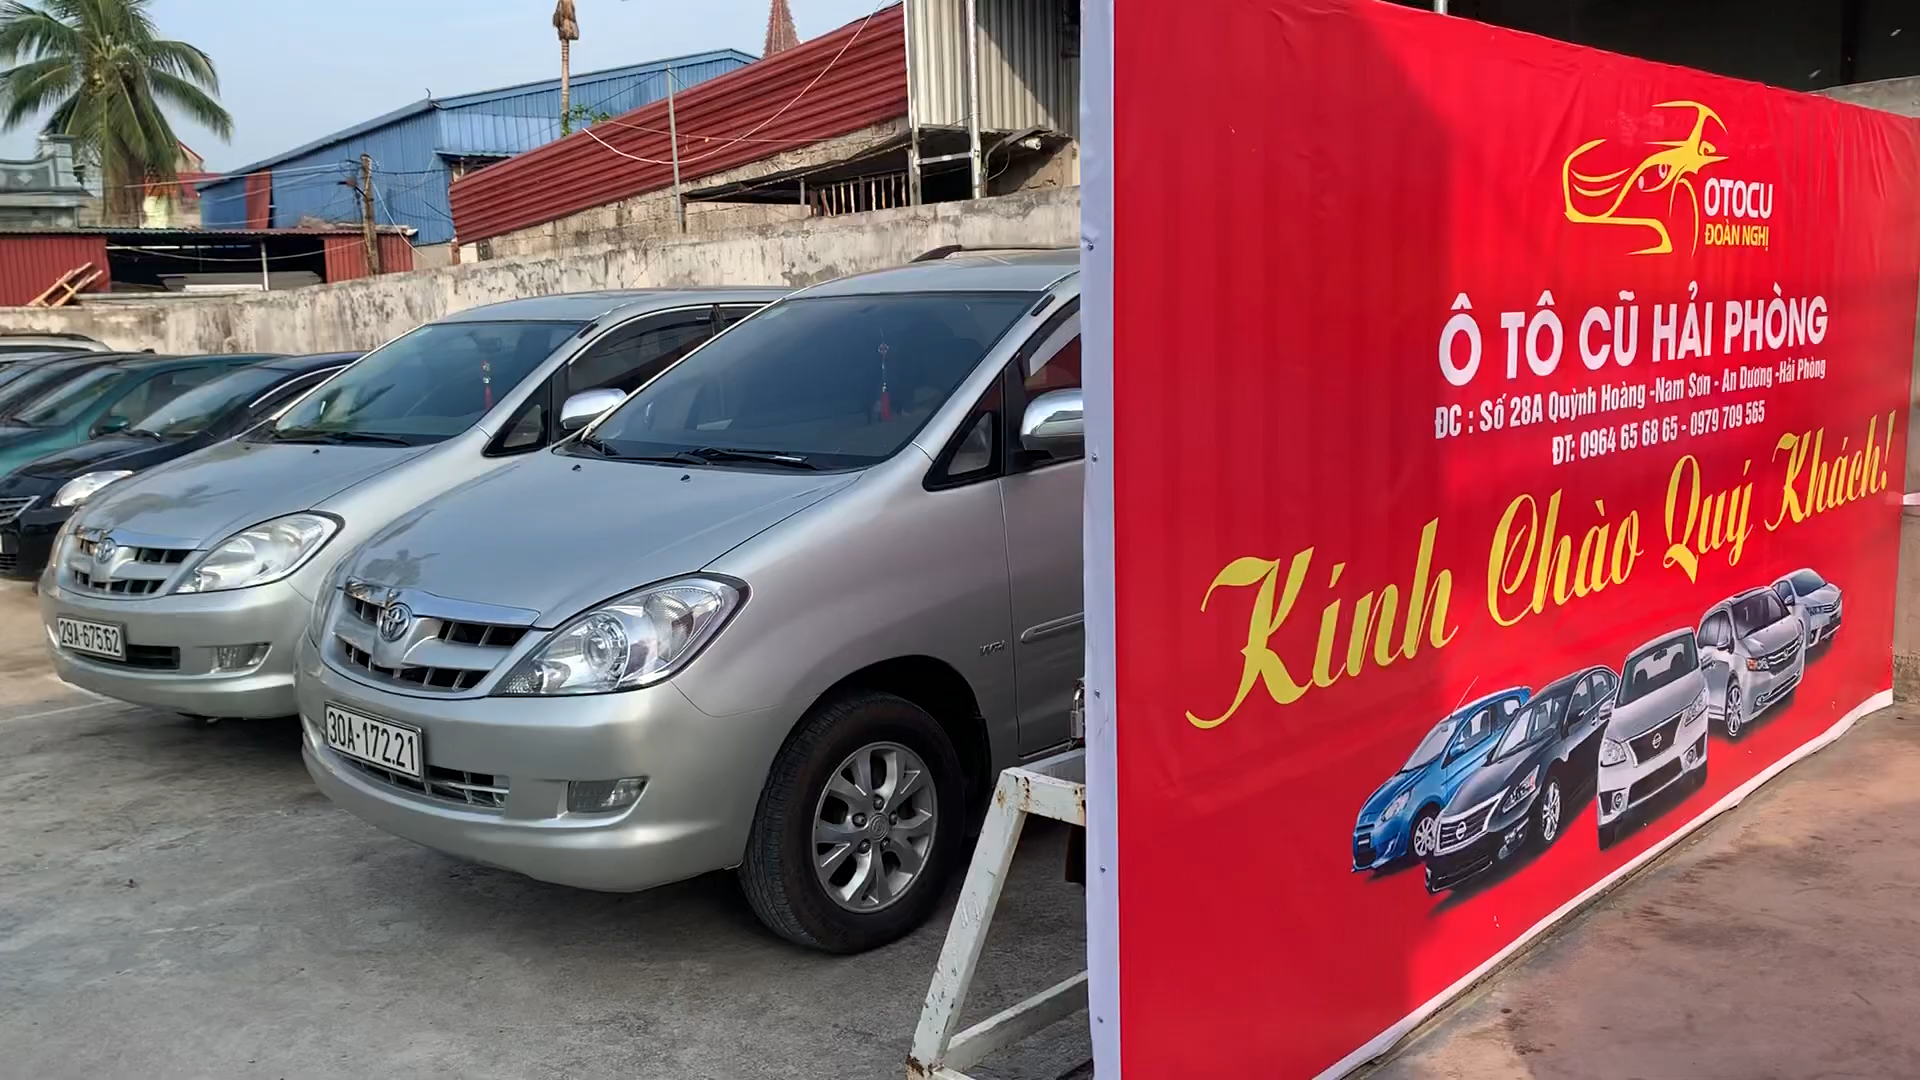 29A-675.62
30A-172.21
VVT-i
OTOCU
ĐOÀN NGHỊ
Ô TÔ CŨ HẢI PHÒNG
ĐC : Số 28A Quỳnh Hoàng -Nam Sơn - An Dương -Hải Phòng
ĐT: 0964 65 68 65 - 0979 709 565
Kính Chào Quý Khách!